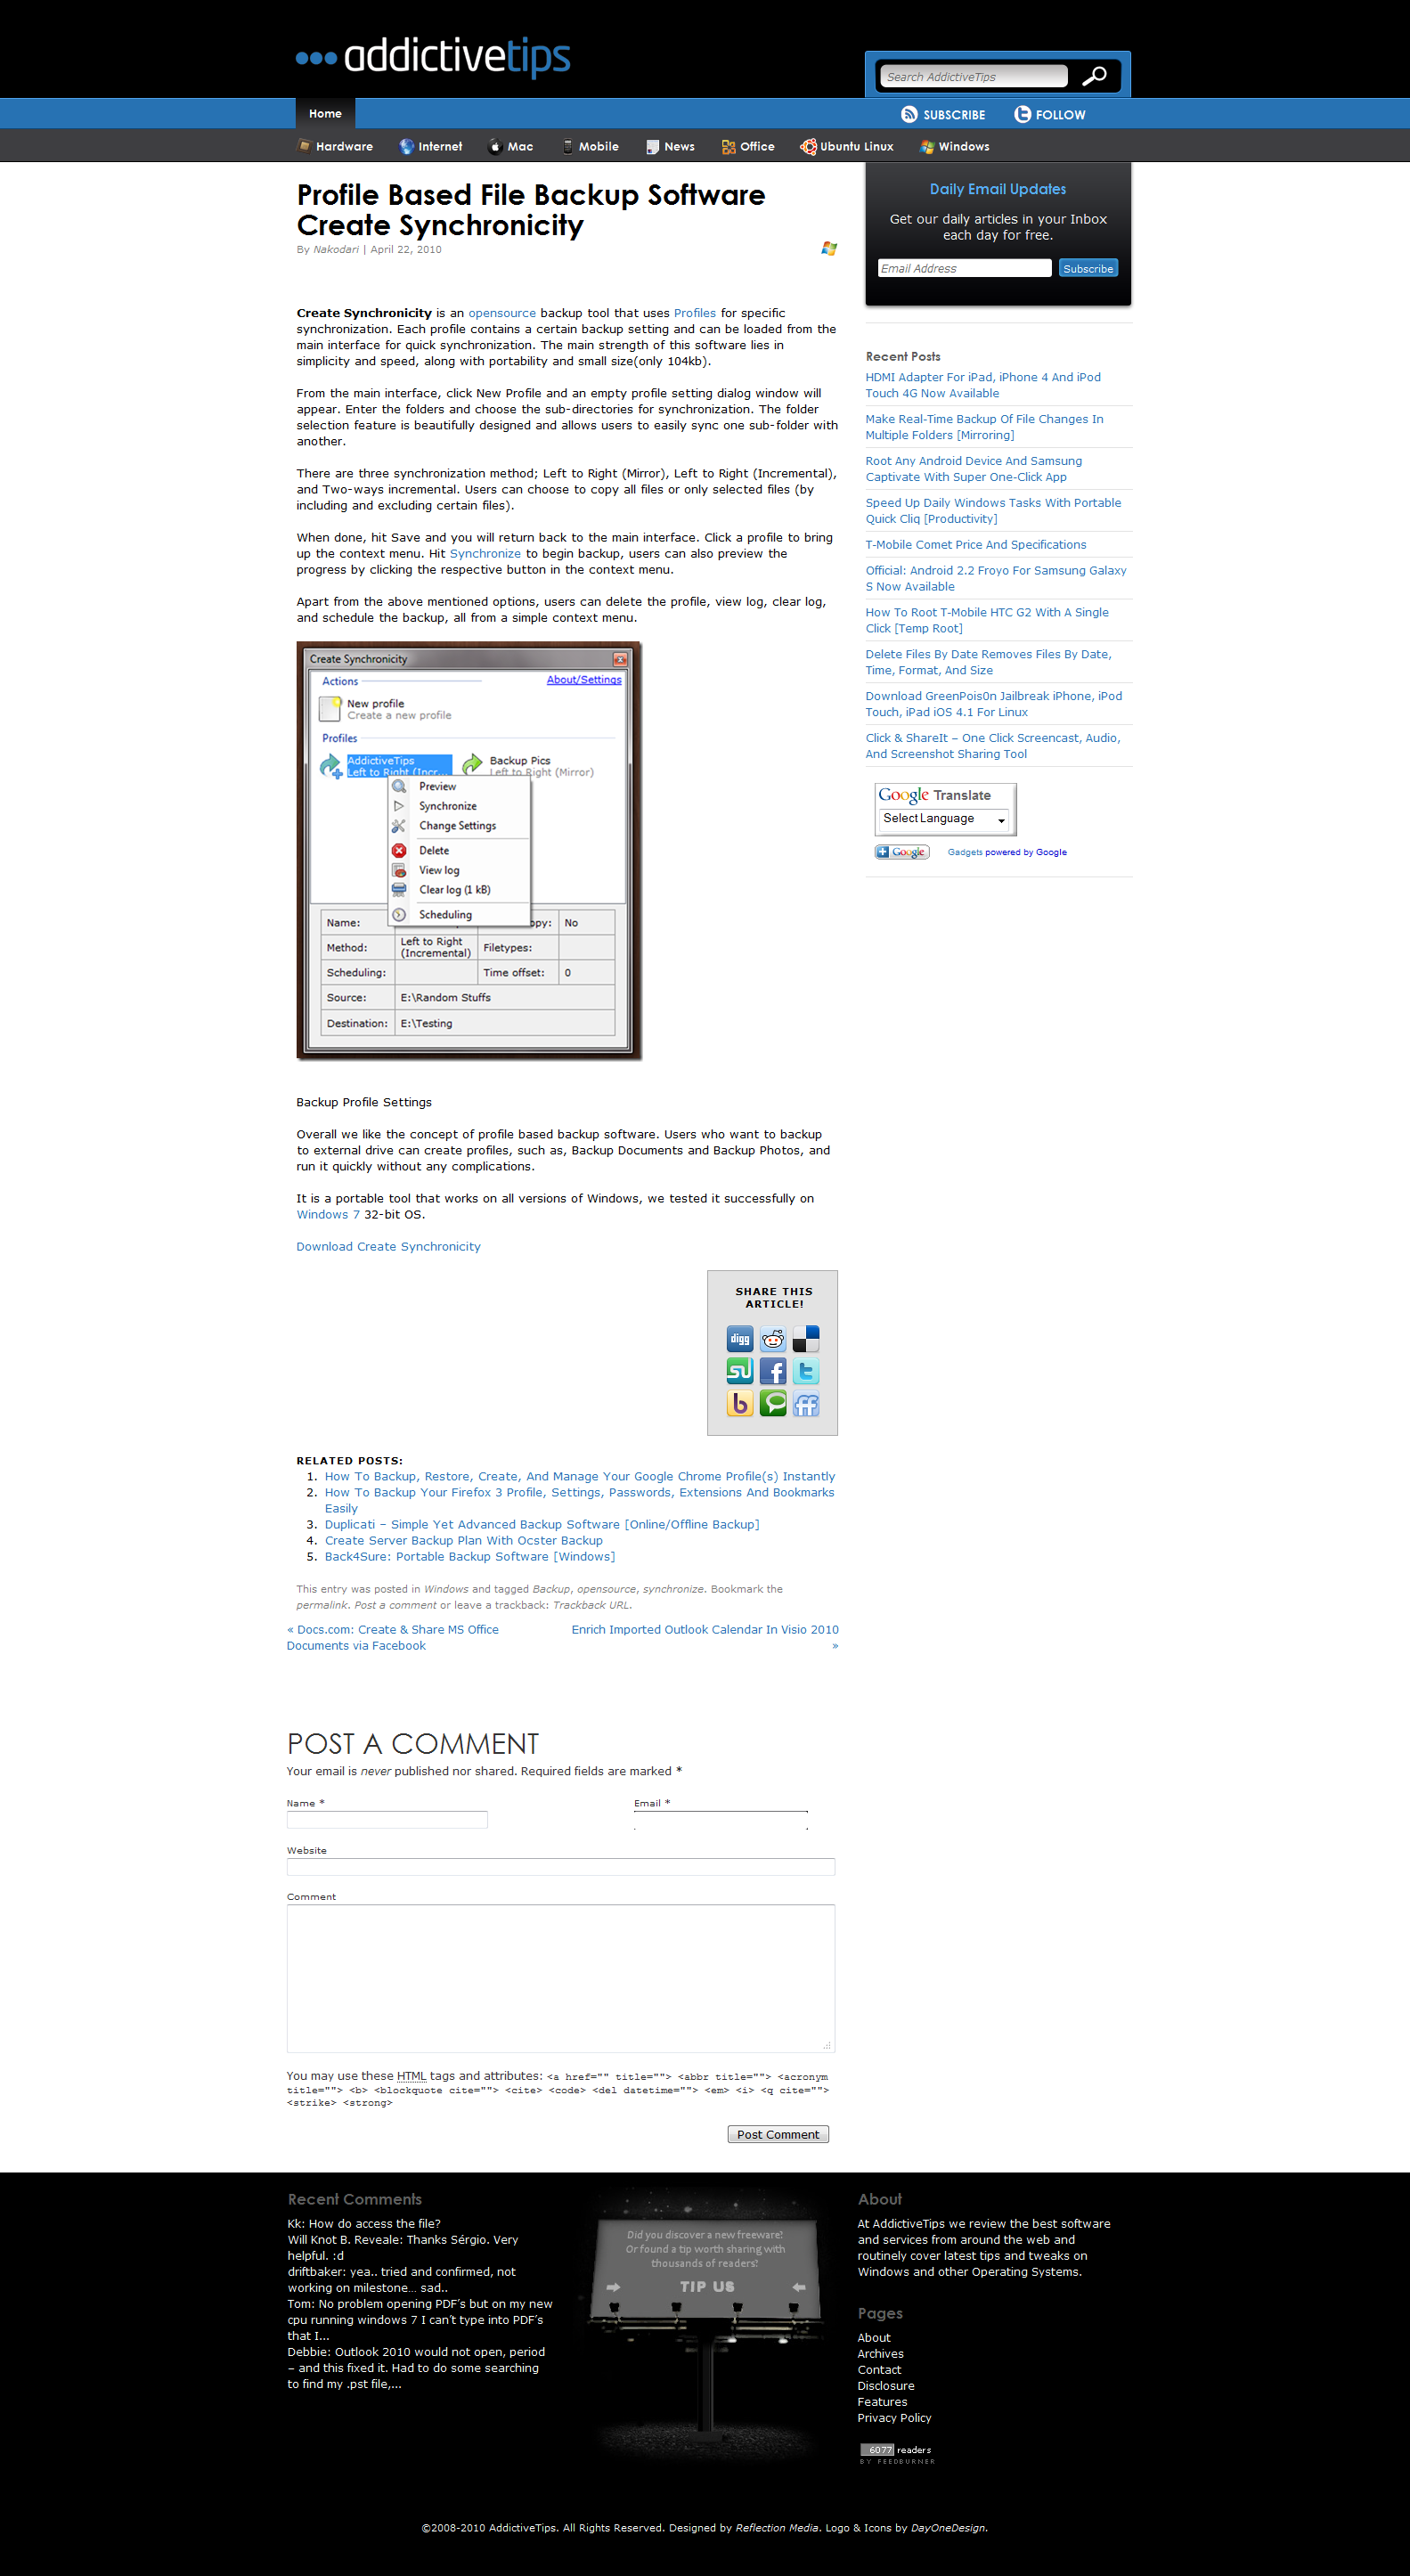 addictivetips
Search AddictiveTips
Home
SUBSCRIBE
FOLLOW
Hardware
Internet
Mac
Mobile
News
Office
Ubuntu Linux
Windows
Profile Based File Backup Software
Create Synchronicity
By Nakodari | April 22, 2010
Create Synchronicity is an opensource backup tool that uses Profiles for specific
synchronization. Each profile contains a certain backup setting and can be loaded from the
main interface for quick synchronization. The main strength of this software lies in
simplicity and speed, along with portability and small size(only 104kb).
From the main interface, click New Profile and an empty profile setting dialog window will
appear. Enter the folders and choose the sub-directories for synchronization. The folder
selection feature is beautifully designed and allows users to easily sync one sub-folder with
another.
There are three synchronization method; Left to Right (Mirror), Left to Right (Incremental),
and Two-ways incremental. Users can choose to copy all files or only selected files (by
including and excluding certain files).
When done, hit Save and you will return back to the main interface. Click a profile to bring
up the context menu. Hit Synchronize to begin backup, users can also preview the
progress by clicking the respective button in the context menu.
Apart from the above mentioned options, users can delete the profile, view log, clear log,
and schedule the backup, all from a simple context menu.
Create Synchronicity
Actions
About/Settings
New profile
Create a new profile
Profiles
AddictiveTips
Left to Right (Incr...
Backup Pics
Left to Right (Mirror)
Preview
Synchronize
Change Settings
Delete
View log
Clear log (1 kB)
Scheduling
Name:
opy:
No
Method:
Left to Right
(Incremental)
Filetypes:
Scheduling:
Time offset:
0
Source:
E:\Random Stuffs
Destination:
E:\Testing
Backup Profile Settings
Overall we like the concept of profile based backup software. Users who want to backup
to external drive can create profiles, such as, Backup Documents and Backup Photos, and
run it quickly without any complications.
It is a portable tool that works on all versions of Windows, we tested it successfully on
Windows 7 32-bit OS.
Download Create Synchronicity
SHARE THIS
ARTICLE!
digg
RELATED POSTS:
1. How To Backup, Restore, Create, And Manage Your Google Chrome Profile(s) Instantly
2. How To Backup Your Firefox 3 Profile, Settings, Passwords, Extensions And Bookmarks
Easily
3. Duplicati – Simple Yet Advanced Backup Software [Online/Offline Backup]
4. Create Server Backup Plan With Ocster Backup
5. Back4Sure: Portable Backup Software [Windows]
This entry was posted in Windows and tagged Backup, opensource, synchronize. Bookmark the
permalink. Post a comment or leave a trackback: Trackback URL.
« Docs.com: Create & Share MS Office
Documents via Facebook
Enrich Imported Outlook Calendar In Visio 2010
»
POST A COMMENT
Your email is never published nor shared. Required fields are marked *
Name *
Email *
Website
Comment
You may use these HTML tags and attributes: <a href="" title=""> <abbr title=""> <acronym
title=""> <b> <blockquote cite=""> <cite> <code> <del datetime=""> <em> <i> <q cite="">
<strike> <strong>
Post Comment
Daily Email Updates
Get our daily articles in your Inbox
each day for free.
Email Address
Subscribe
Recent Posts
HDMI Adapter For iPad, iPhone 4 And iPod
Touch 4G Now Available
Make Real-Time Backup Of File Changes In
Multiple Folders [Mirroring]
Root Any Android Device And Samsung
Captivate With Super One-Click App
Speed Up Daily Windows Tasks With Portable
Quick Cliq [Productivity]
T-Mobile Comet Price And Specifications
Official: Android 2.2 Froyo For Samsung Galaxy
S Now Available
How To Root T-Mobile HTC G2 With A Single
Click [Temp Root]
Delete Files By Date Removes Files By Date,
Time, Format, And Size
Download GreenPois0n Jailbreak iPhone, iPod
Touch, iPad iOS 4.1 For Linux
Click & ShareIt – One Click Screencast, Audio,
And Screenshot Sharing Tool
Google Translate
Select Language
Google
Gadgets powered by Google
Recent Comments
Kk: How do access the file?
Will Knot B. Reveale: Thanks Sérgio. Very
helpful. :d
driftbaker: yea.. tried and confirmed, not
working on milestone... sad..
Tom: No problem opening PDF's but on my new
cpu running windows 7 I can't type into PDF's
that I...
Debbie: Outlook 2010 would not open, period
– and this fixed it. Had to do some searching
to find my .pst file,...
Did you discover a new freeware?
Or found a tip worth sharing with
thousands of readers?
TIP US
About
At AddictiveTips we review the best software
and services from around the web and
routinely cover latest tips and tweaks on
Windows and other Operating Systems.
Pages
About
Archives
Contact
Disclosure
Features
Privacy Policy
6077 readers
BY FEEDBURNER
©2008-2010 AddictiveTips. All Rights Reserved. Designed by Reflection Media. Logo & Icons by DayOneDesign.